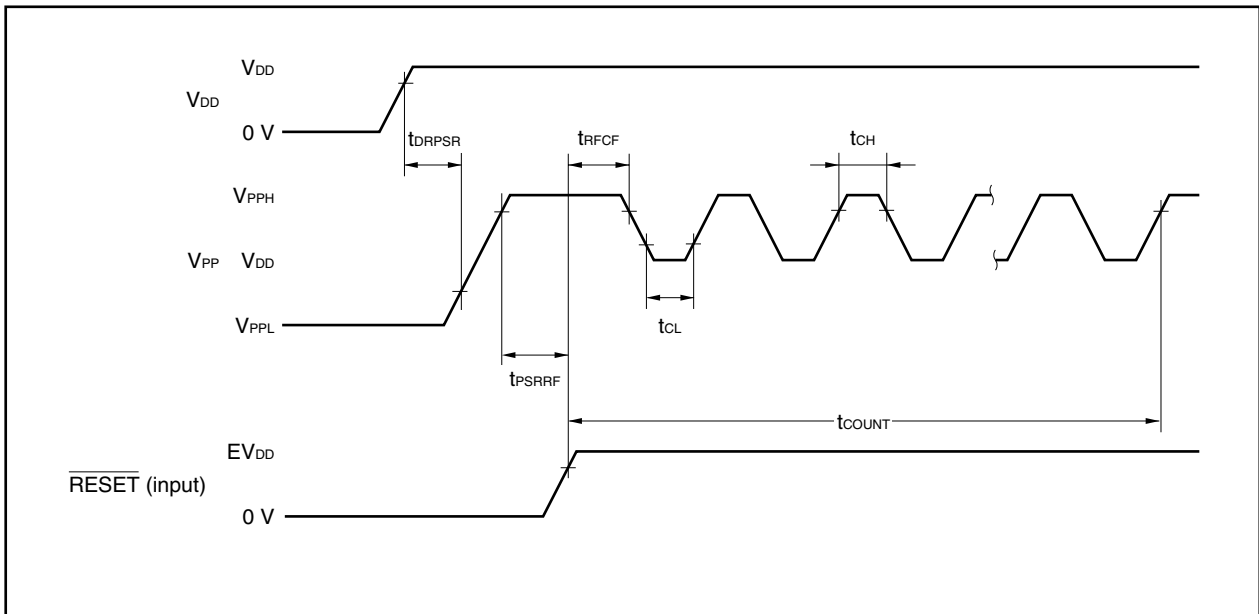 VDD
VDD
0 V
tDRPSR
tRFCF
tCH
VPPH
VPP VDD
VPPL
tCL
tPSRRF
tCOUNT
EVDD
RESET (input)
0 V